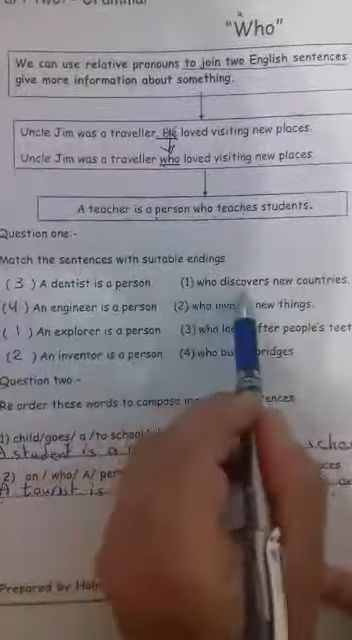 Grammar
"Who"
We can use relative pronouns to join two English sentences
give more information about something.
Uncle Jim was a traveller. He loved visiting new places.
Uncle Jim was a traveller who loved visiting new places.
A teacher is a person who teaches students.
Question one:-
Match the sentences with suitable endings.
( 3 ) A dentist is a person (1) who discovers new countries.
( 4 ) An engineer is a person (2) who new things.
( 1 ) An explorer is a person (3) who after people's teet
( 2 ) An inventor is a person (4) who bridges
Question two:-
Re order these words to compose
1) child/goes/ a /to school/
A student is a
2) on / who/ A/
A tourist is
Prepared by